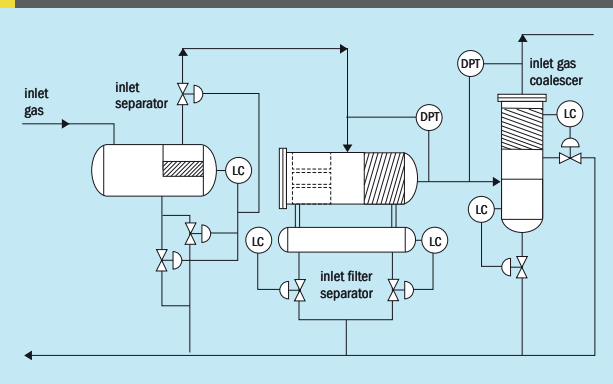 inlet
gas
inlet
separator
LC
DPT
DPT
inlet gas
coalescer
LC
LC
LC
LC
inlet filter
separator